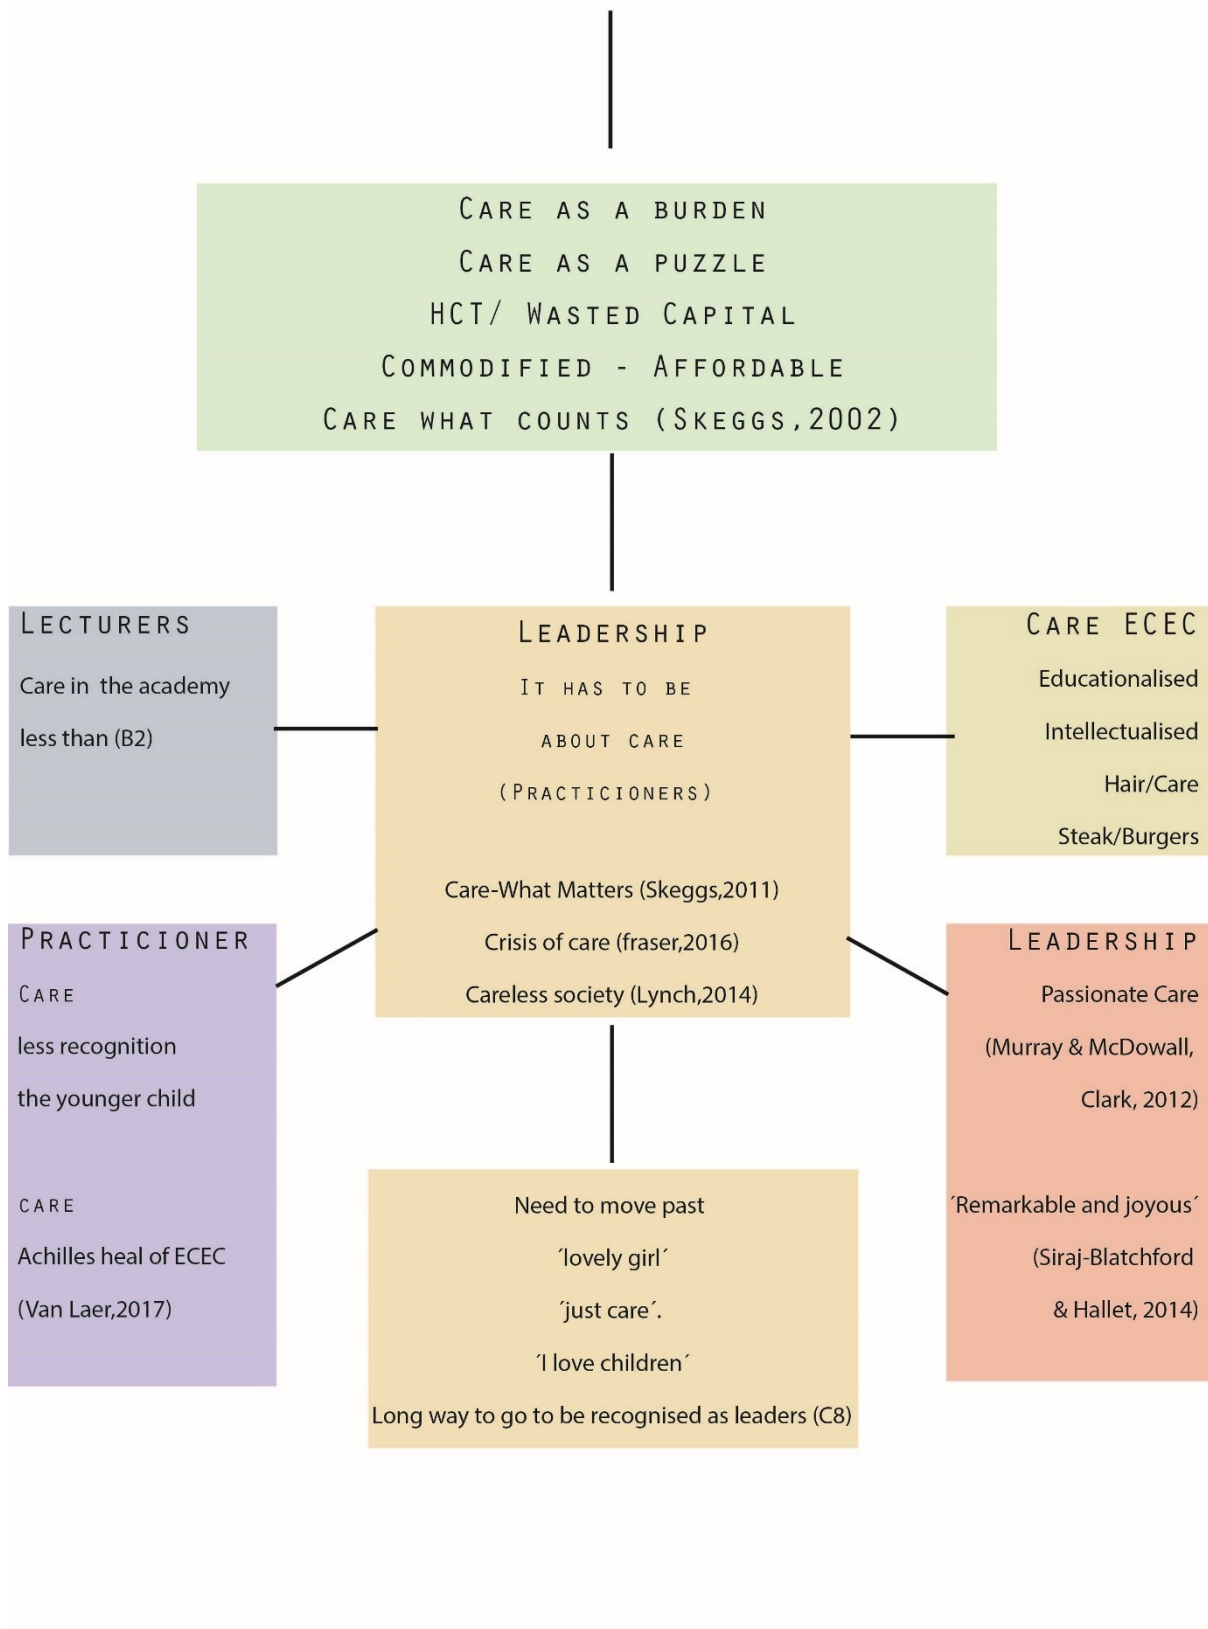 CARE AS A BURDEN
CARE AS A PUZZLE
HCT/ WASTED CAPITAL
COMMODIFIED - AFFORDABLE
CARE WHAT COUNTS (SKEGGS,2002)
LECTURERS
Care in the academy
less than (B2)
LEADERSHIP
IT HAS TO BE
ABOUT CARE
(PRACTICIONERS)
Care-What Matters (Skeggs,2011)
Crisis of care (fraser,2016)
Careless society (Lynch,2014)
CARE ECEC
Educationalised
Intellectualised
Hair/Care
Steak/Burgers
PRACTICIONER
CARE
less recognition
the younger child
CARE
Achilles heal of ECEC
(Van Laer,2017)
LEADERSHIP
Passionate Care
(Murray & McDowall,
Clark, 2012)
´Remarkable and joyous´
(Siraj-Blatchford
& Hallet, 2014)
Need to move past
´lovely girl´
´just care´.
´I love children´
Long way to go to be recognised as leaders (C8)